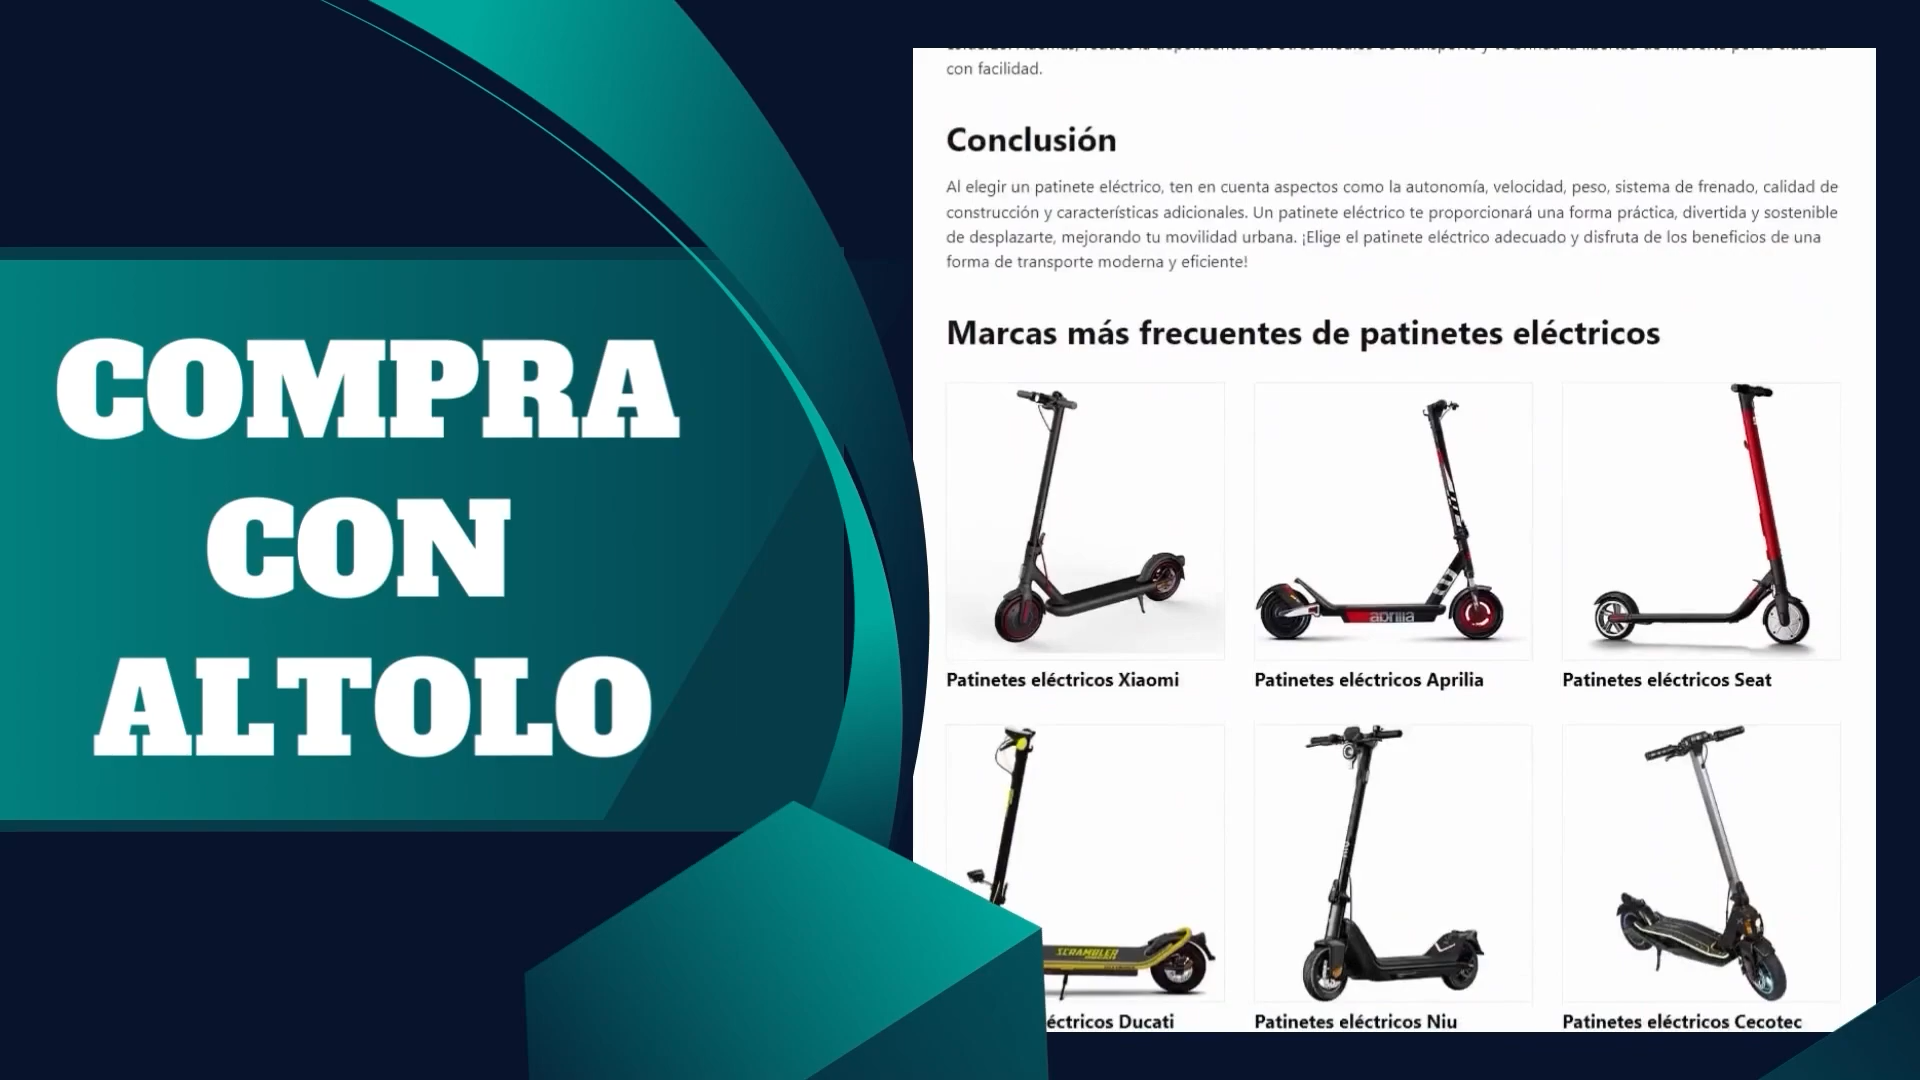 COMPRA
CON
ALTOLO
con facilidad.
Conclusión
Al elegir un patinete eléctrico, ten en cuenta aspectos como la autonomía, velocidad, peso, sistema de frenado, calidad de
construcción y características adicionales. Un patinete eléctrico te proporcionará una forma práctica, divertida y sostenible
de desplazarte, mejorando tu movilidad urbana. ¡Elige el patinete eléctrico adecuado y disfruta de los beneficios de una
forma de transporte moderna y eficiente!
Marcas más frecuentes de patinetes eléctricos
aprilia
Patinetes eléctricos Xiaomi
Patinetes eléctricos Aprilia
Patinetes eléctricos Seat
SCRAMBLER
éctricos Ducati
Patinetes eléctricos Niu
Patinetes eléctricos Cecotec